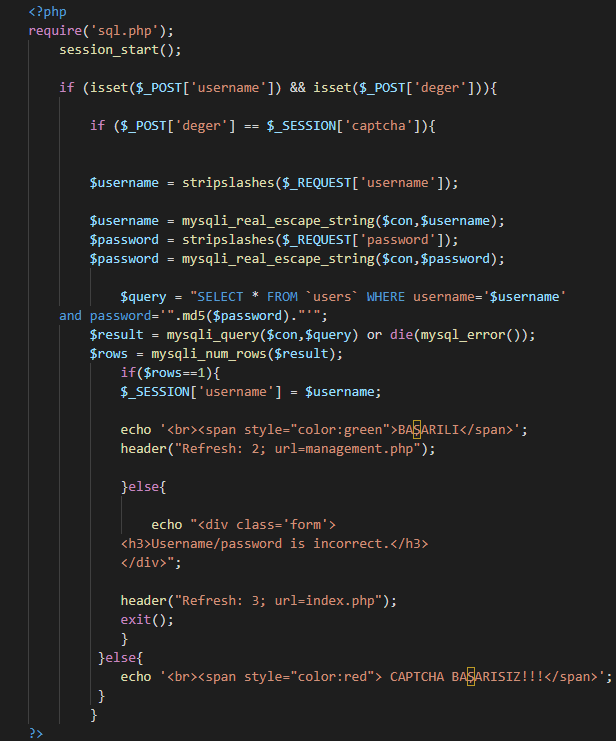 <?php
require('sql.php');
session_start();
if (isset($_POST['username']) && isset($_POST['deger'])){
if ($_POST['deger'] == $_SESSION['captcha']){
$username = stripslashes($_REQUEST['username']);
$username = mysqli_real_escape_string($con,$username);
$password = stripslashes($_REQUEST['password']);
$password = mysqli_real_escape_string($con,$password);
$query = "SELECT * FROM `users` WHERE username='$username'
and password='".md5($password)."'";
$result = mysqli_query($con,$query) or die(mysql_error());
$rows = mysqli_num_rows($result);
if($rows==1){
$_SESSION['username'] = $username;
echo '<br><span style="color:green">BAŞARILI</span>';
header("Refresh: 2; url=management.php");
}else{
echo "<div class='form'>
<h3>Username/password is incorrect.</h3>
</div>";
header("Refresh: 3; url=index.php");
exit();
}
}else{
echo '<br><span style="color:red"> CAPTCHA BAŞARISIZ!!!</span>';
}
}
?>